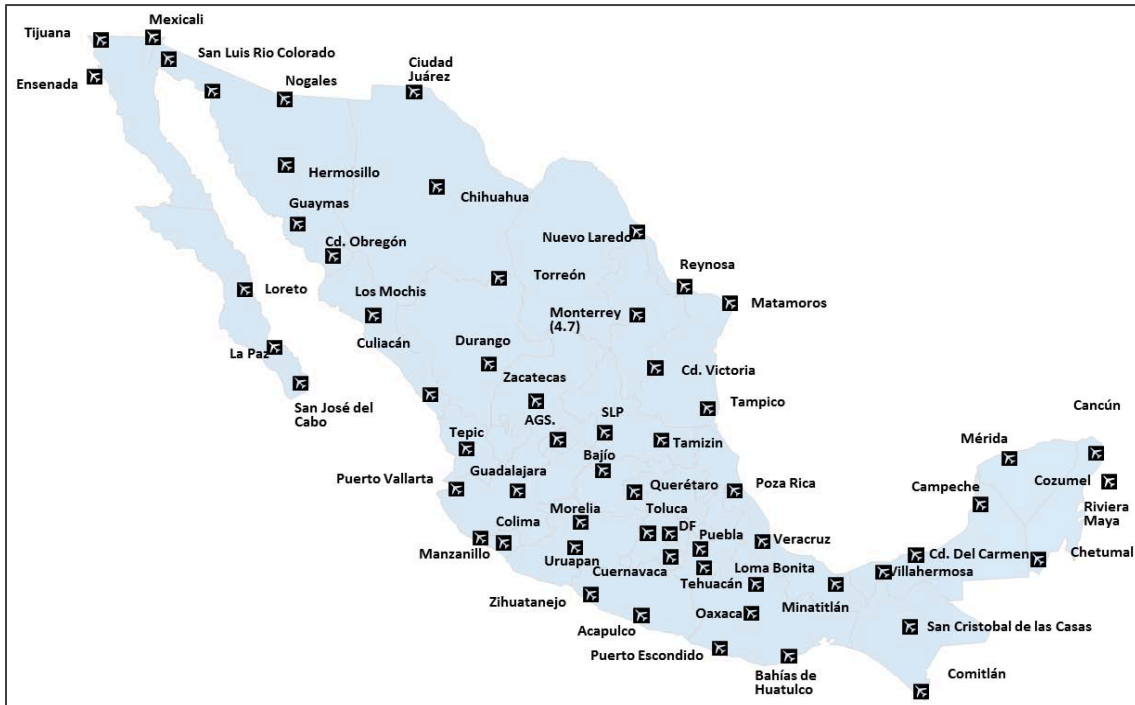 Mexicali
Tijuana
San Luis Rio Colorado
Ensenada
Nogales
Ciudad
Juárez
Hermosillo
Chihuahua
Guaymas
Nuevo Laredo
Cd. Obregón
Reynosa
Torreón
Loreto
Los Mochis
Matamoros
Monterrey
(4.7)
Culiacán
Durango
La Paz
Cd. Victoria
Zacatecas
San José del
Cabo
Tampico
SLP
AGS.
Cancún
Tepic
Tamizin
Mérida
Bajío
Guadalajara
Puerto Vallarta
Cozumel
Querétaro
Poza Rica
Campeche
Riviera
Maya
Morelia
Toluca
Colima
DF
Puebla
Veracruz
Manzanillo
Cd. Del Carmen
Chetumal
Uruapan
Cuernavaca
Loma Bonita
Villahermosa
Tehuacán
Zihuatanejo
Minatitlán
Oaxaca
Acapulco
San Cristobal de las Casas
Puerto Escondido
Bahías de
Huatulco
Comitlán